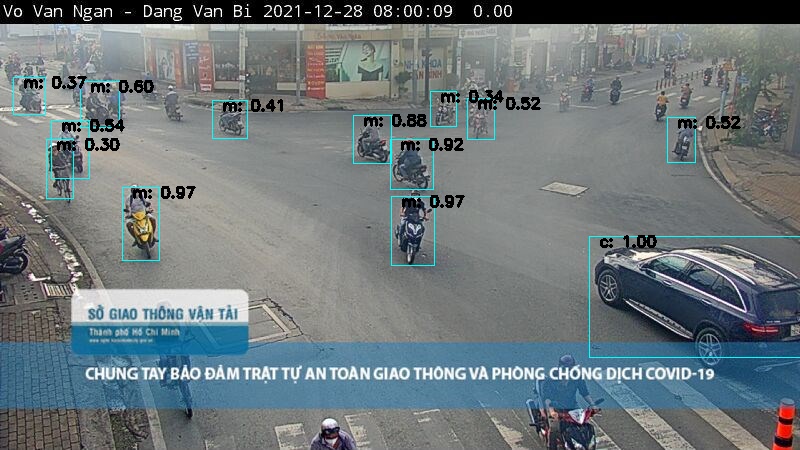 Vo Van Ngan - Dang Van Bi 2021-12-28 08:00:09  0.00
m: 0.37
m: 0.60
m: 0.41
m: 0.34
m: 0.52
m: 0.54
m: 0.88
m: 0.52
m: 0.30
m: 0.92
m: 0.97
m: 0.97
c: 1.00
NHA KHOA
SỞ GIAO THÔNG VẬN TẢI
Thành phố Hồ Chí Minh
CHUNG TAY BẢO ĐẢM TRẬT TỰ AN TOÀN GIAO THÔNG VÀ PHÒNG CHỐNG DỊCH COVID-19